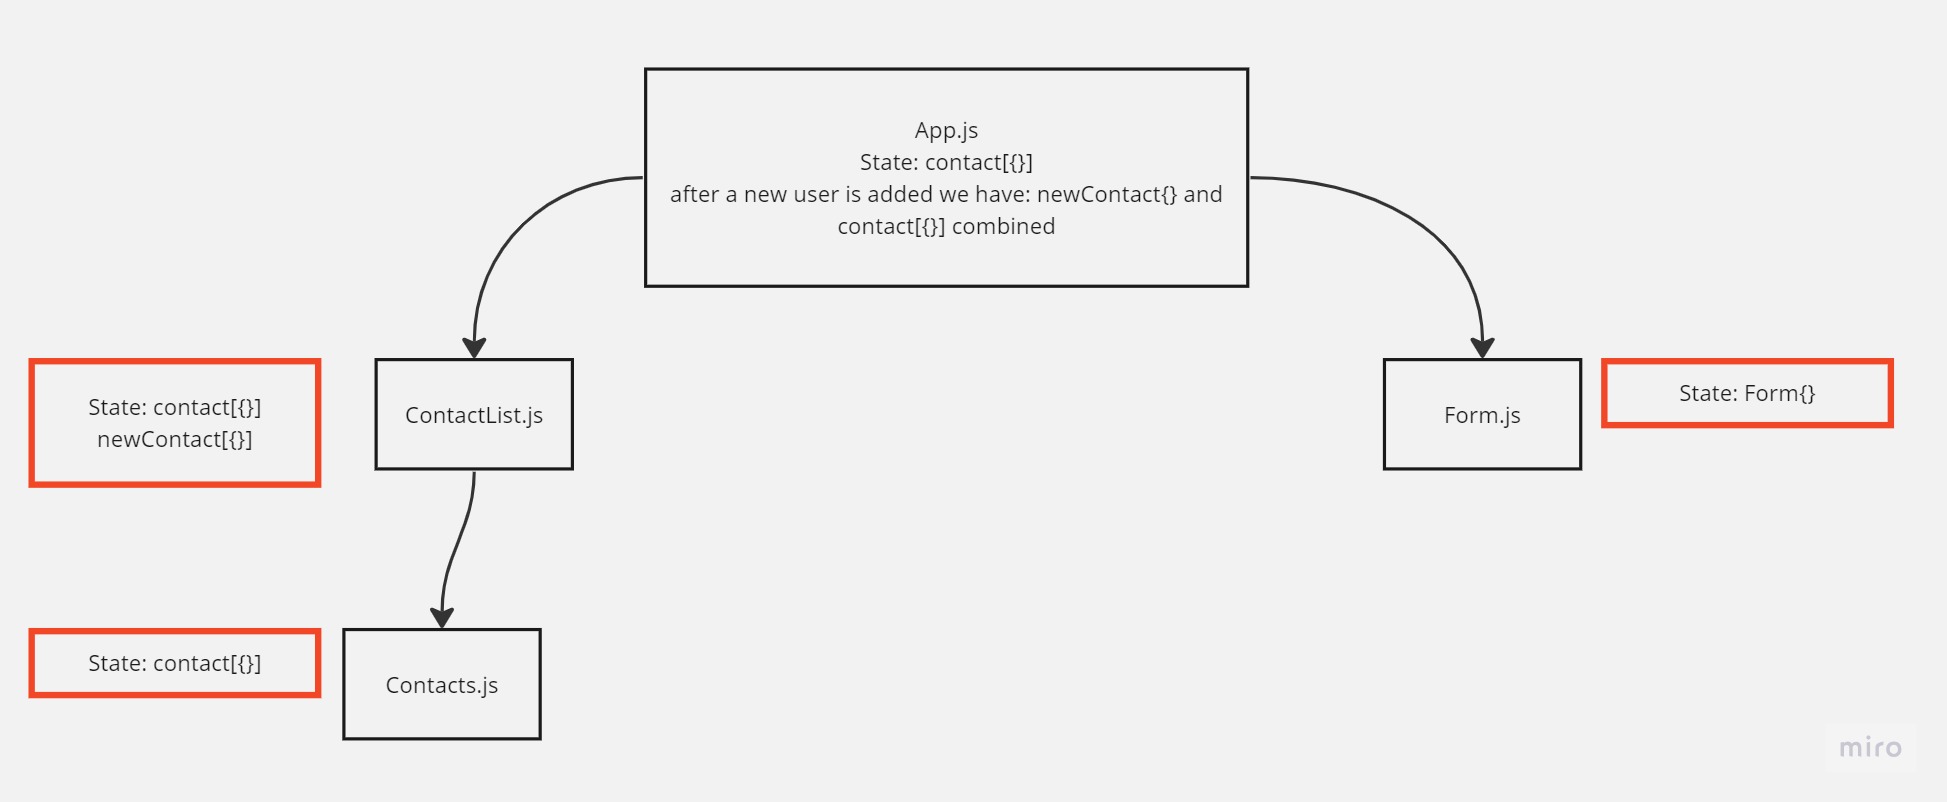 App.js
State: contact[{}]
after a new user is added we have: newContact{} and
contact[{}] combined
State: contact[{}]
newContact[{}]
ContactList.js
Form.js
State: Form{}
State: contact[{}]
Contacts.js
miro